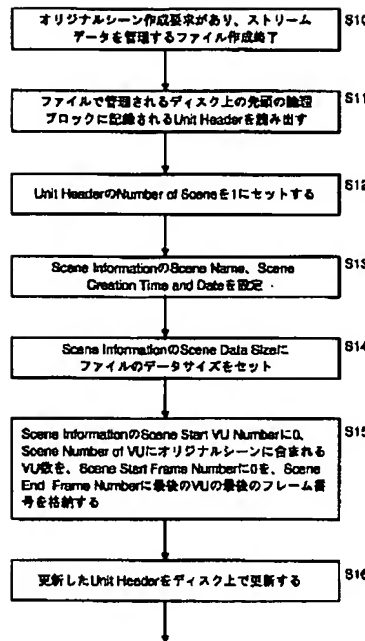 オリジナルシーン作成要求があり、ストリーム
データを管理するファイル作成終了
S10
ファイルで管理されるディスク上の先頭の論理
ブロックに記録されるUnit Headerを読み出す
S11
Unit HeaderのNumber of Sceneを1にセットする
S12
Scene InformationのScene Name、Scene
Creation Time and Dateを設定
S13
Scene InformationのScene Data Sizeに
ファイルのデータサイズをセット
S14
Scene InformationのScene Start VU Numberに0、
Scene Number of VUにオリジナルシーンに含まれる
VU数を、Scene Start Frame Numberに0を、Scene
End Frame Numberに最後のVUの最後のフレーム番
号を格納する
S15
更新したUnit Headerをディスク上で更新する
S16